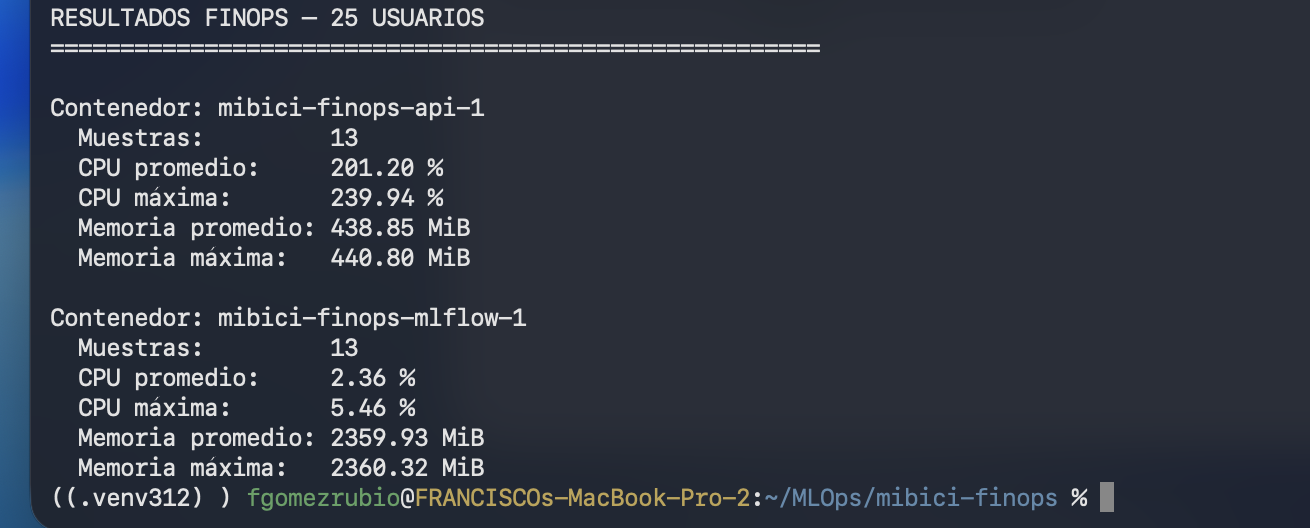 RESULTADOS FINOPS — 25 USUARIOS
=======================================================
Contenedor: mibici-finops-api-1
Muestras: 13
CPU promedio: 201.20 %
CPU máxima: 239.94 %
Memoria promedio: 438.85 MiB
Memoria máxima: 440.80 MiB
Contenedor: mibici-finops-mlflow-1
Muestras: 13
CPU promedio: 2.36 %
CPU máxima: 5.46 %
Memoria promedio: 2359.93 MiB
Memoria máxima: 2360.32 MiB
((.venv312) ) fgomezrubio@FRANCISCOs-MacBook-Pro-2:~/MLOps/mibici-finops %